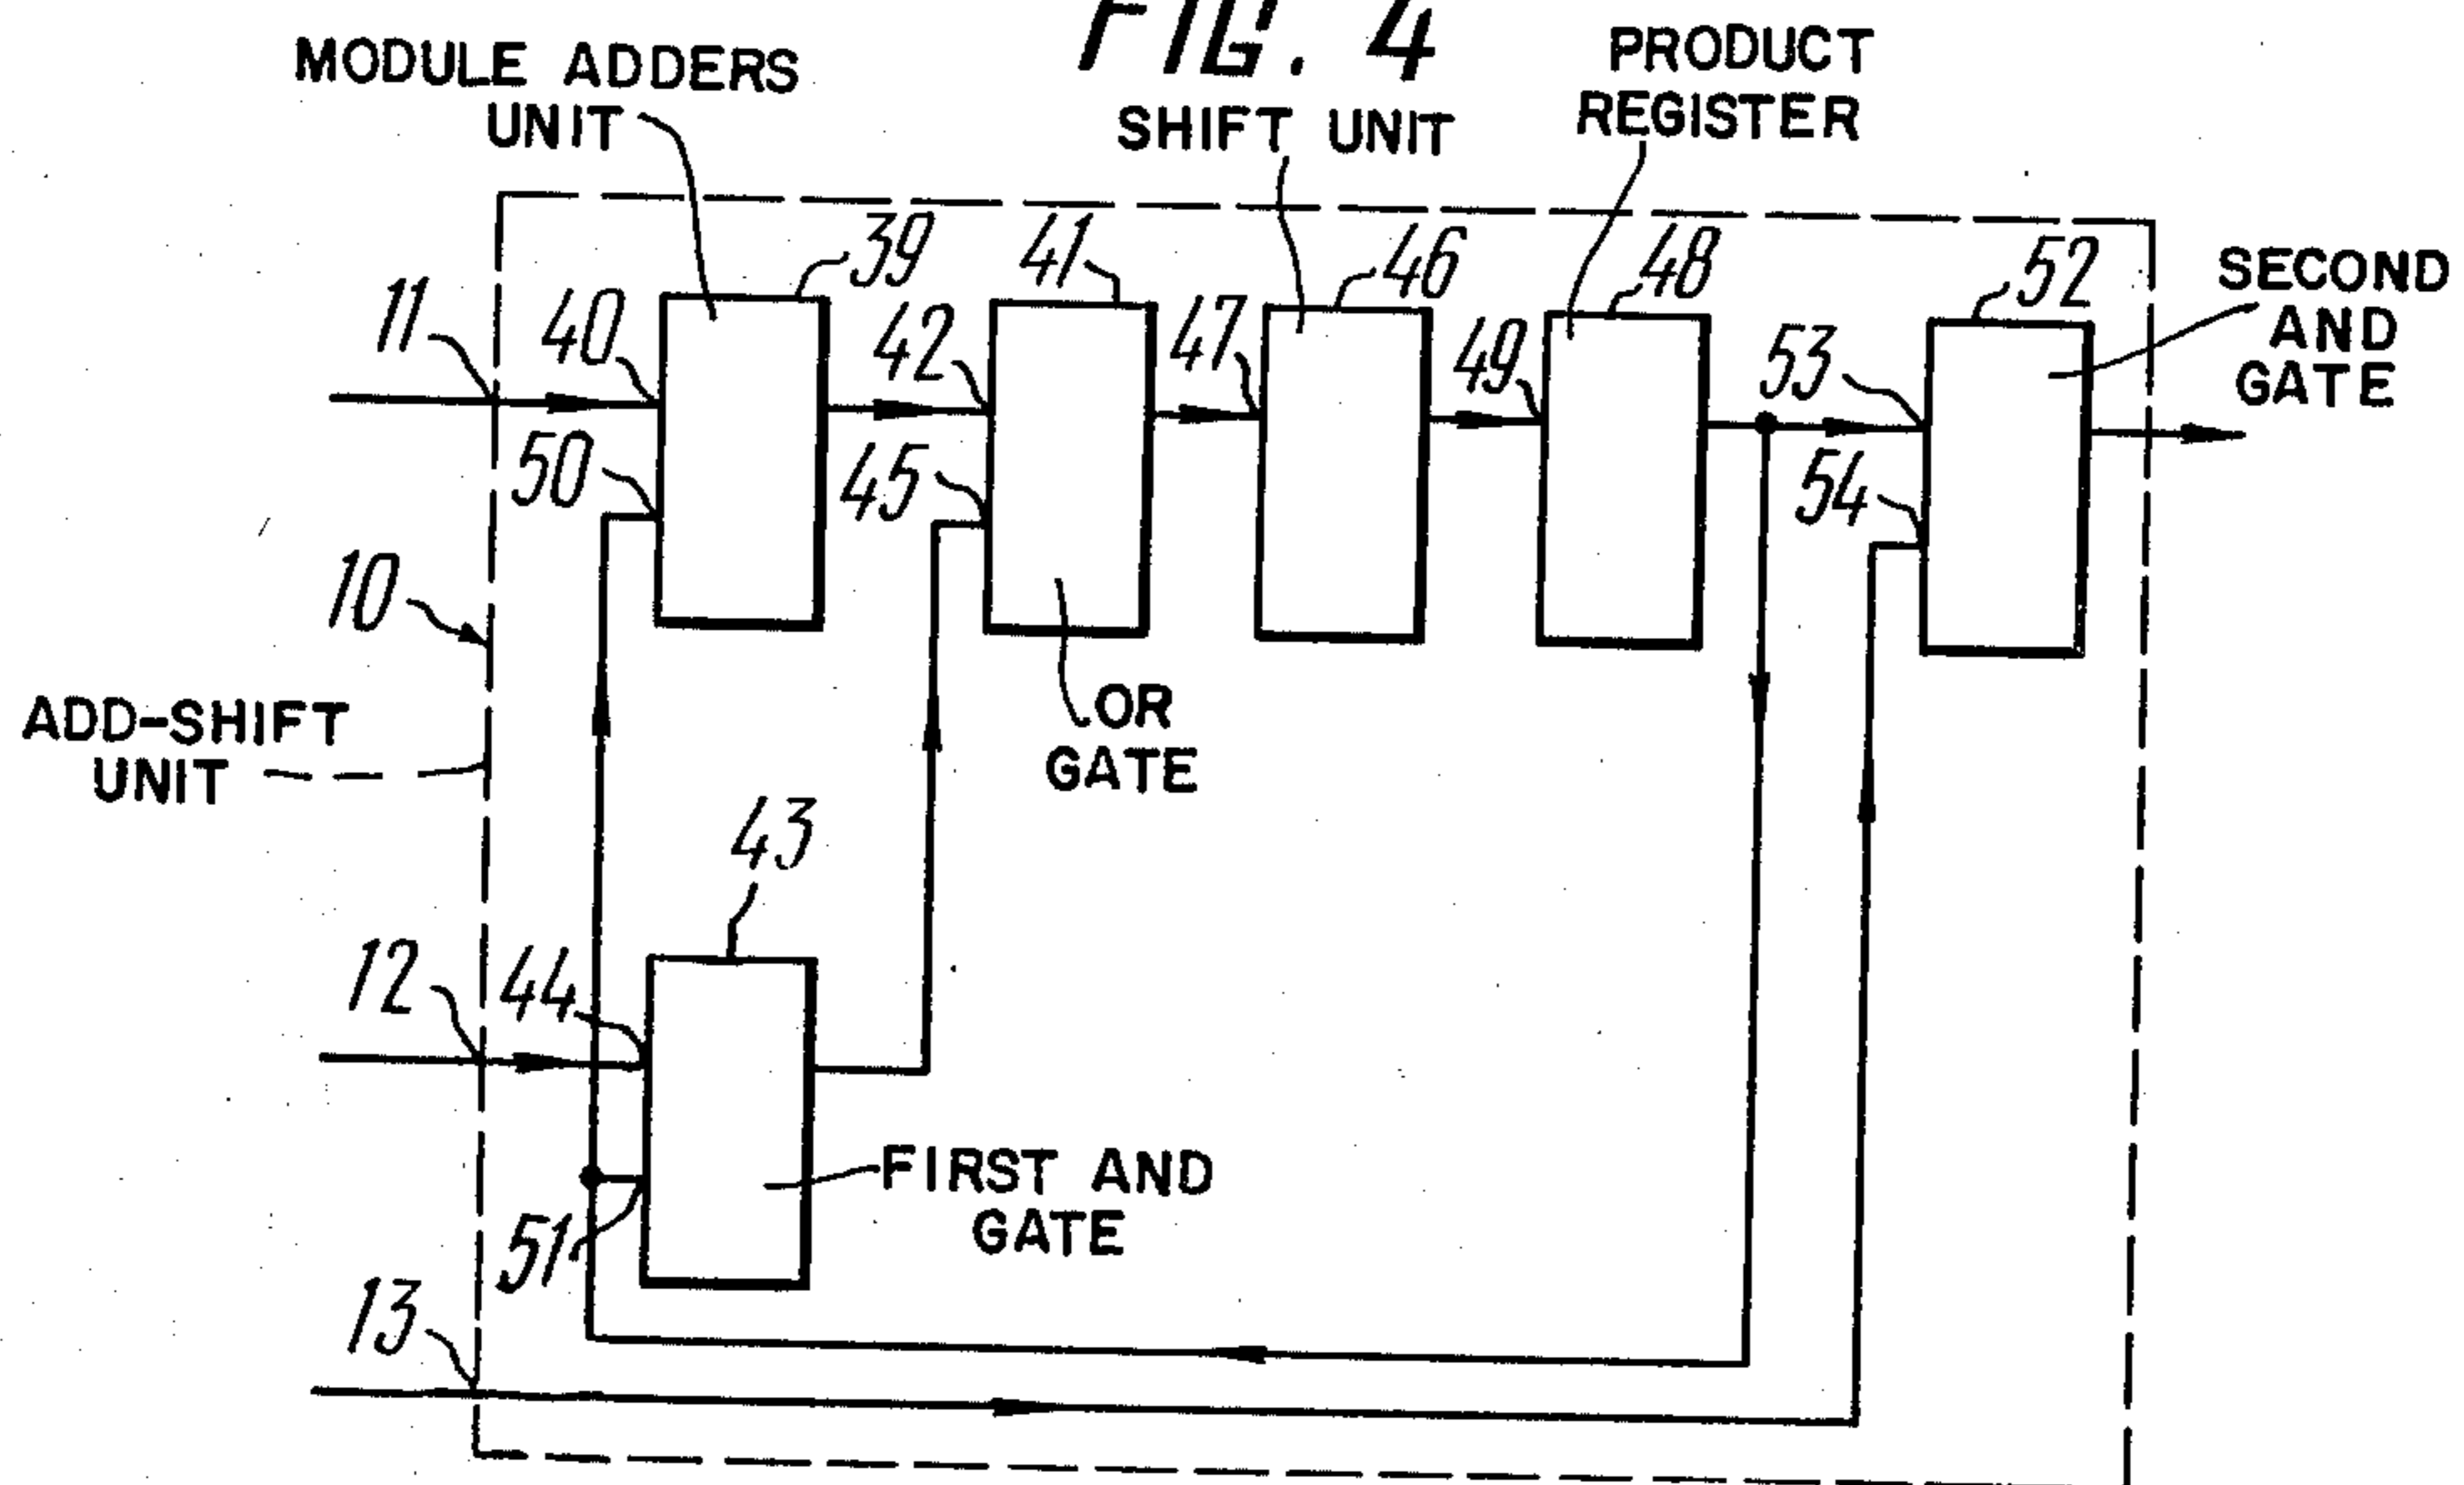 FIG. 4
MODULE ADDERS
UNIT
SHIFT UNIT
PRODUCT
REGISTER
39
41
46
48
52
SECOND
AND
GATE
11
40
42
47
49
53
50
45
54
10
ADD-SHIFT
UNIT
OR
GATE
43
12
44
FIRST AND
GATE
51
13